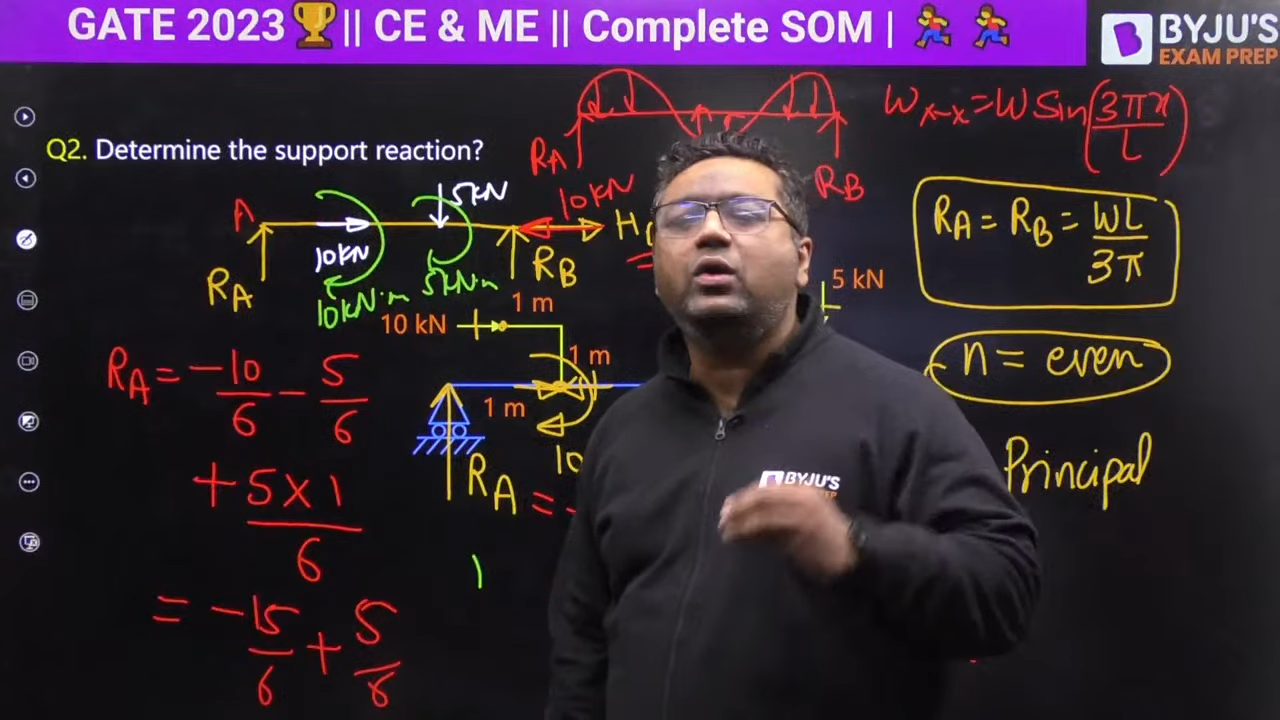 GATE 2023🏆|| CE & ME || Complete SOM | 🏃 🏃
BYJU'S
EXAM PREP
Q2. Determine the support reaction?
W x-x = W Sin(3πx/L)
RA
RB
10KN
5KN
A
10KN
RA
10KN·m
5KN·m
RB
H
RA = RB = WL/3π
1 m
10 kN
5 kN
1 m
1 m
n = even
RA = -10/6 - 5/6
+ 5×1/6
RA = -
10
Principal
BYJU'S
= -15/6 + 5/6